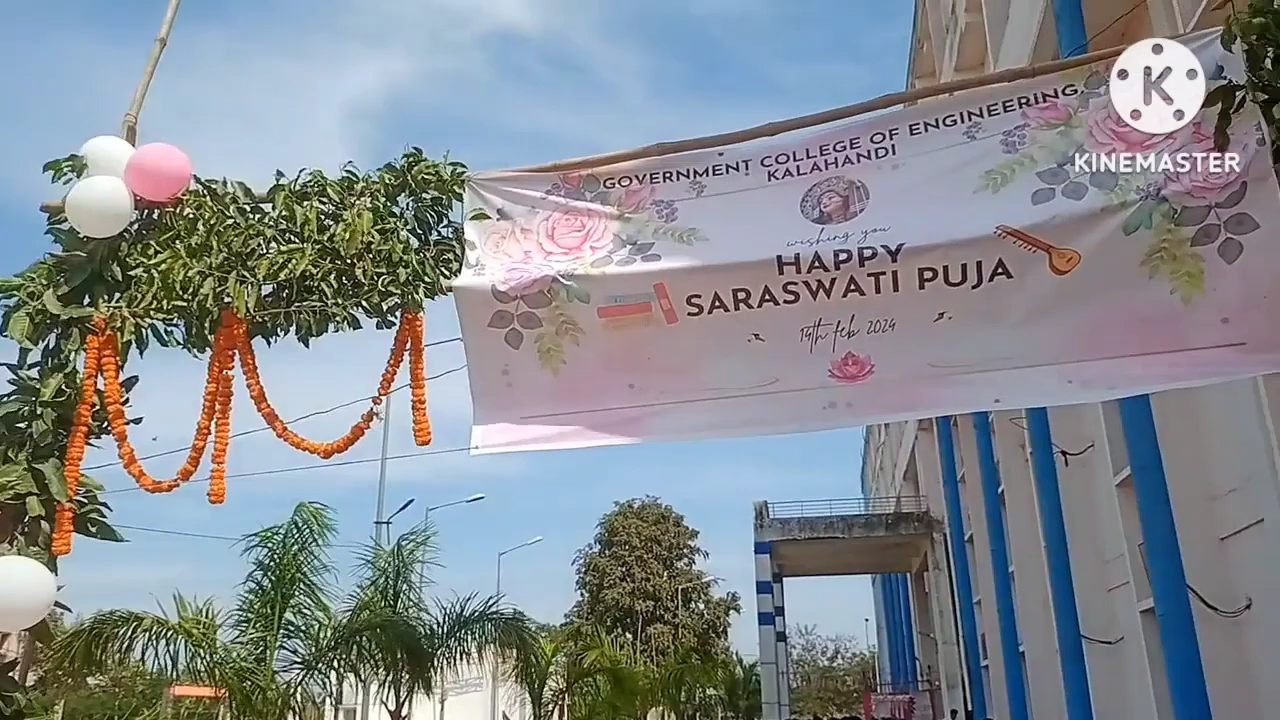 GOVERNMENT COLLEGE OF ENGINEERING
KALAHANDI
wishing you
HAPPY
SARASWATI PUJA
14th feb 2024
K
KINEMASTER